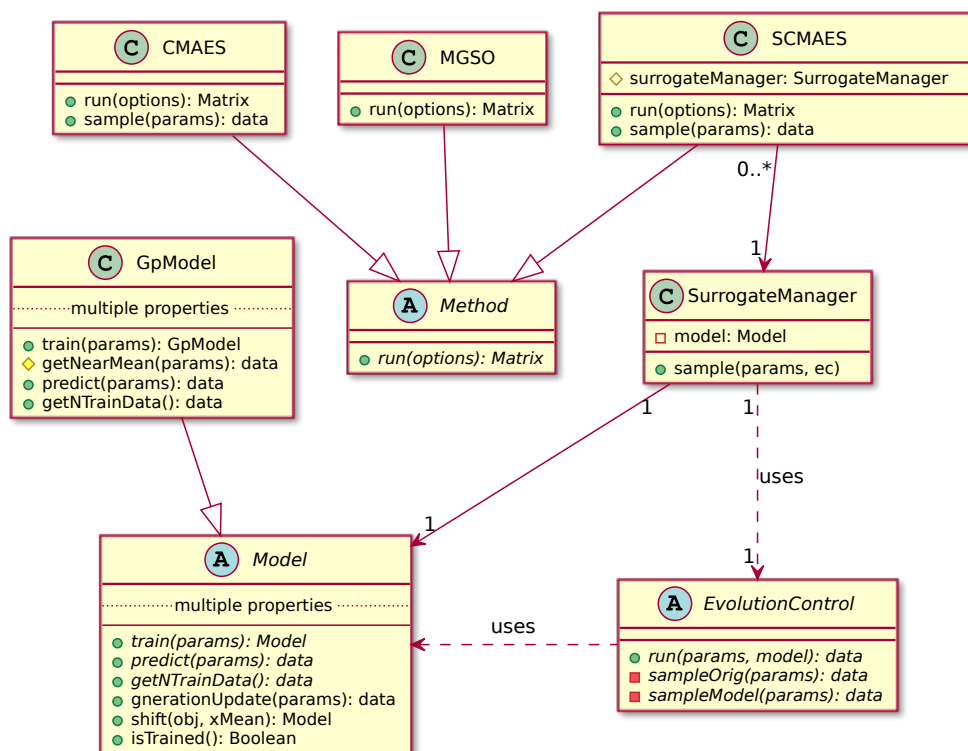 C CMAES
run(options): Matrix
sample(params): data
C MGSO
run(options): Matrix
C SCMAES
surrogateManager: SurrogateManager
run(options): Matrix
sample(params): data
0..*
1
C GpModel
multiple properties
train(params): GpModel
getNearMean(params): data
predict(params): data
getNTrainData(): data
A Method
run(options): Matrix
C SurrogateManager
model: Model
sample(params, ec)
1
1
uses
1
1
A Model
multiple properties
train(params): Model
predict(params): data
getNTrainData(): data
gnerationUpdate(params): data
shift(obj, xMean): Model
isTrained(): Boolean
uses
A EvolutionControl
run(params, model): data
sampleOrig(params): data
sampleModel(params): data